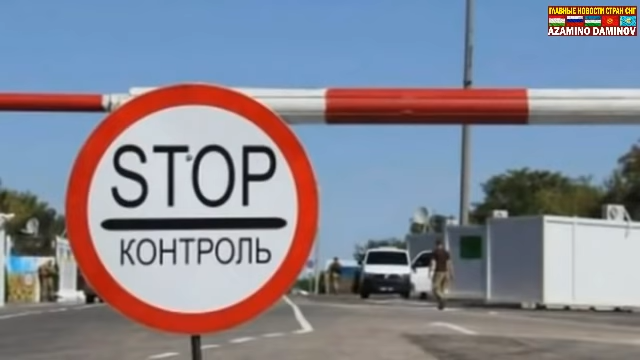 ГЛАВНЫЕ НОВОСТИ СТРАН СНГ
AZAMINO DAMINOV
STOP
КОНТРОЛЬ